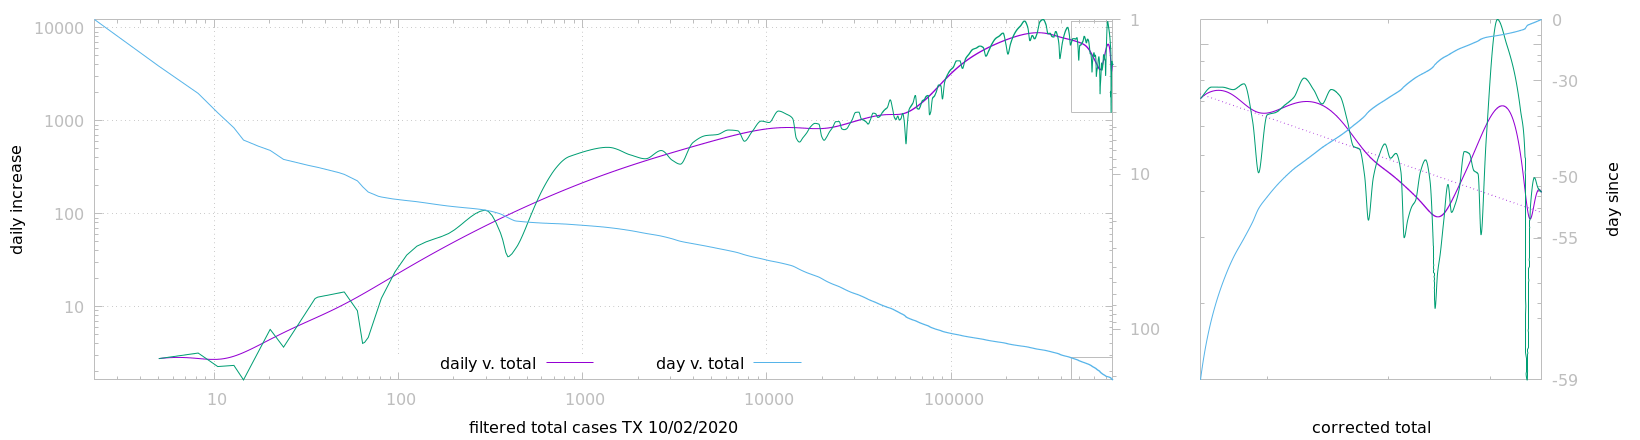 10000
1000
100
10
daily increase
10
100
1000
10000
100000
filtered total cases TX 10/02/2020
daily v. total
day v. total
1
10
100
0
-30
-50
-55
-59
day since
corrected total